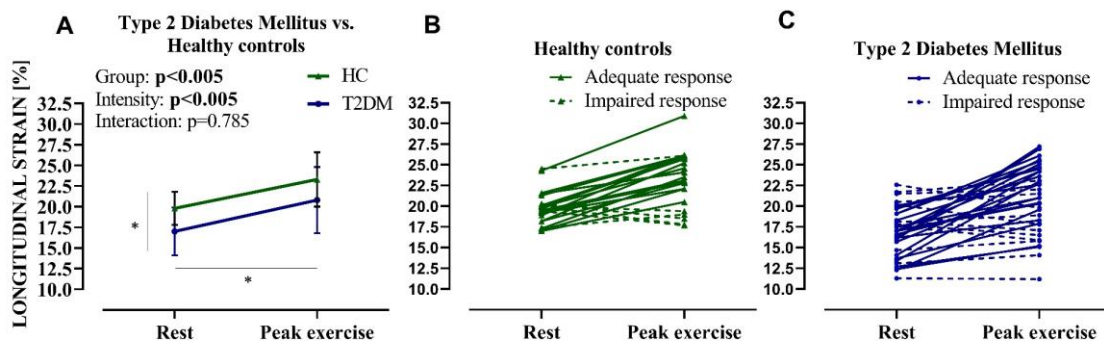 A
Type 2 Diabetes Mellitus vs.
Healthy controls
Group: p<0.005
Intensity: p<0.005
Interaction: p=0.785
HC
T2DM
LONGITUDINAL STRAIN [%]
32.5
30.0
27.5
25.0
22.5
20.0
17.5
15.0
12.5
10.0
*
*
Rest
Peak exercise
B
Healthy controls
Adequate response
Impaired response
32.5
30.0
27.5
25.0
22.5
20.0
17.5
15.0
12.5
10.0
Rest
Peak exercise
C
Type 2 Diabetes Mellitus
Adequate response
Impaired response
32.5
30.0
27.5
25.0
22.5
20.0
17.5
15.0
12.5
10.0
Rest
Peak exercise